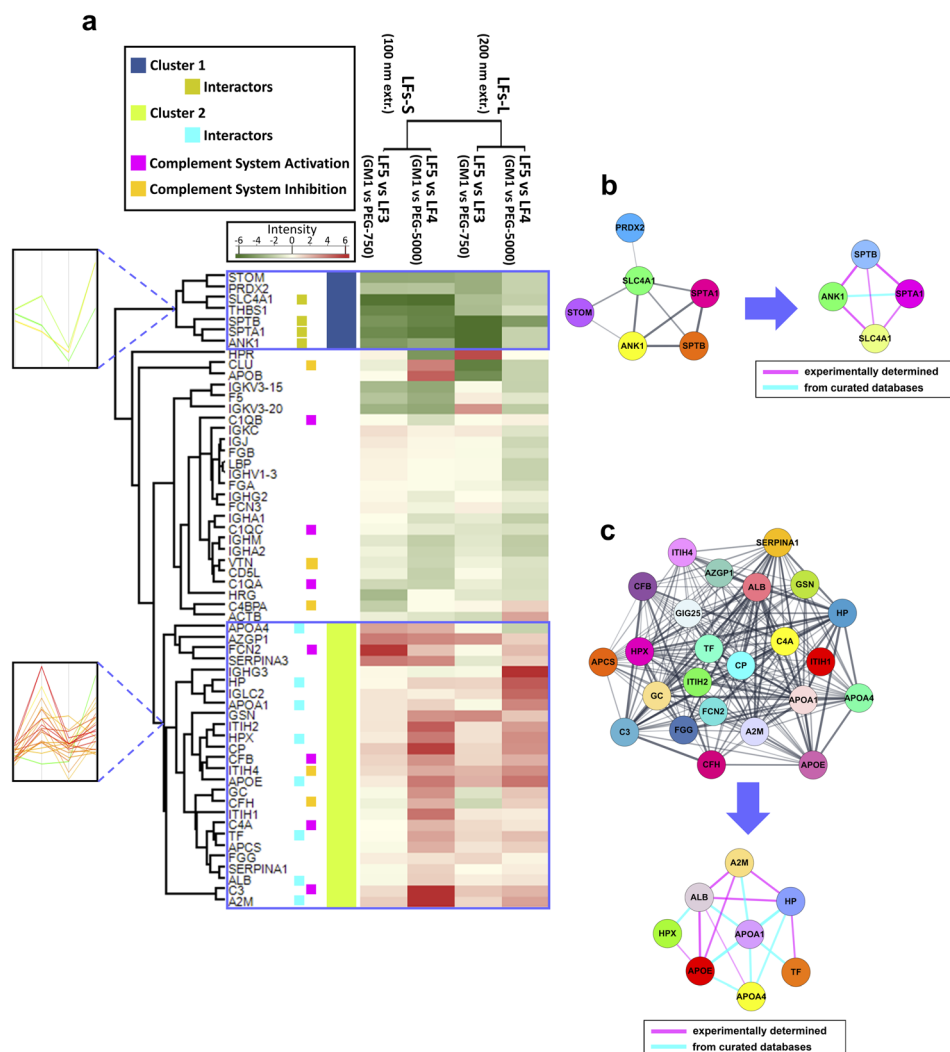 a
Cluster 1
Interactors
Cluster 2
Interactors
Complement System Activation
Complement System Inhibition
LFs-S
(100 nm extr.)
LFs-L
(200 nm extr.)
LF5 vs LF3
(GM1 vs PEG-750)
LF5 vs LF4
(GM1 vs PEG-5000)
LF5 vs LF3
(GM1 vs PEG-750)
LF5 vs LF4
(GM1 vs PEG-5000)
Intensity
-6 -4 -2 0 2 4 6
STOM
PRDX2
SLC4A1
THBS1
SPTB
SPTA1
ANK1
HPR
CLU
APOB
IGKV3-15
F5
IGKV3-20
C1QB
IGKC
IGJ
FGB
LBP
IGHV1-3
FGA
IGHG2
FCN3
IGHA1
C1QC
IGHM
IGHA2
VTN
CD5L
C1QA
HRG
C4BPA
ACTB
APOA4
AZGP1
FCN2
SERPINA3
IGHG3
HP
IGLC2
APOA1
GSN
ITIH2
HPX
CP
CFB
ITIH4
APOE
GC
CFH
ITIH1
C4A
TF
APCS
FGG
SERPINA1
ALB
C3
A2M
b
PRDX2
SLC4A1
SPTA1
STOM
ANK1
SPTB
SPTB
ANK1
SPTA1
SLC4A1
experimentally determined
from curated databases
c
SERPINA1
ITIH4
AZGP1
ALB
GSN
CFB
GIG25
HP
C4A
HPX
TF
APCS
CP
ITIH1
ITIH2
GC
APOA1
APOA4
FCN2
C3
FGG
A2M
CFH
APOE
A2M
ALB
HP
HPX
APOA1
APOE
TF
APOA4
experimentally determined
from curated databases